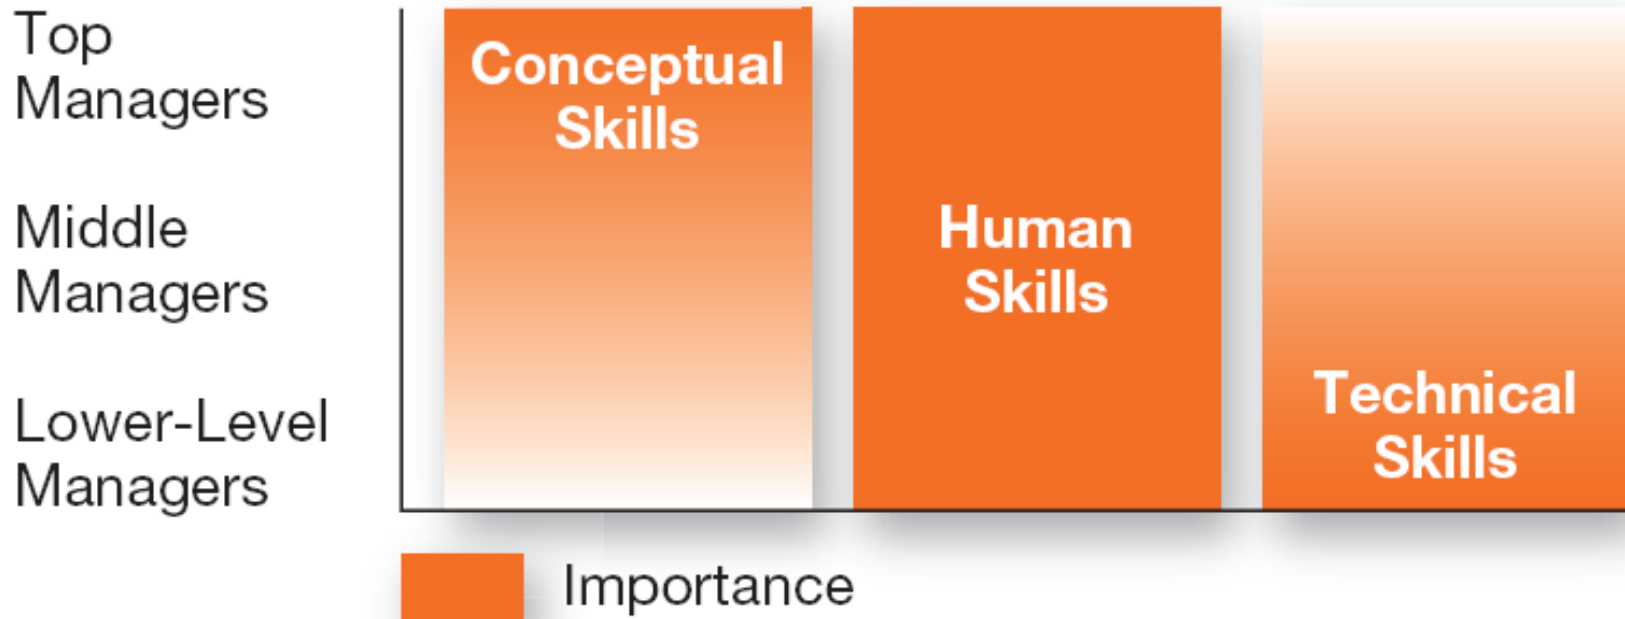 Top
Managers
Middle
Managers
Lower-Level
Managers
Conceptual
Skills
Human
Skills
Technical
Skills
Importance